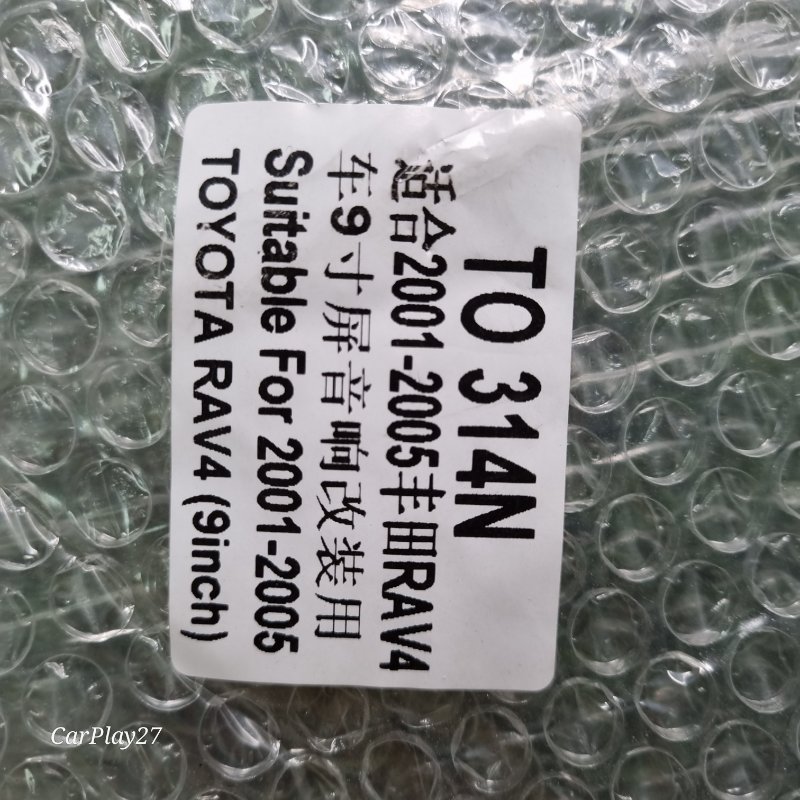 TO 314N
适合2001-2005丰田RAV4
车9寸屏音响改装用
Suitable For 2001-2005
TOYOTA RAV4 (9inch)
CarPlay27